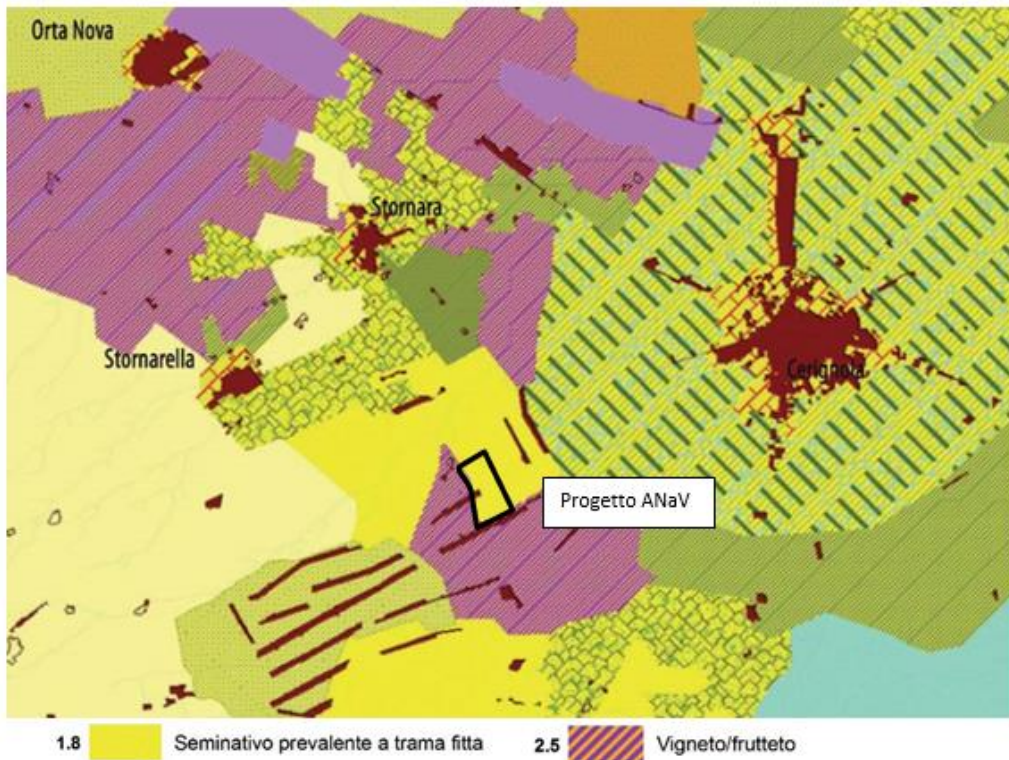 Orta Nova
Stornara
Stornarella
Cerignola
Progetto ANaV
1.8 Seminativo prevalente a trama fitta 2.5 Vigneto/frutteto